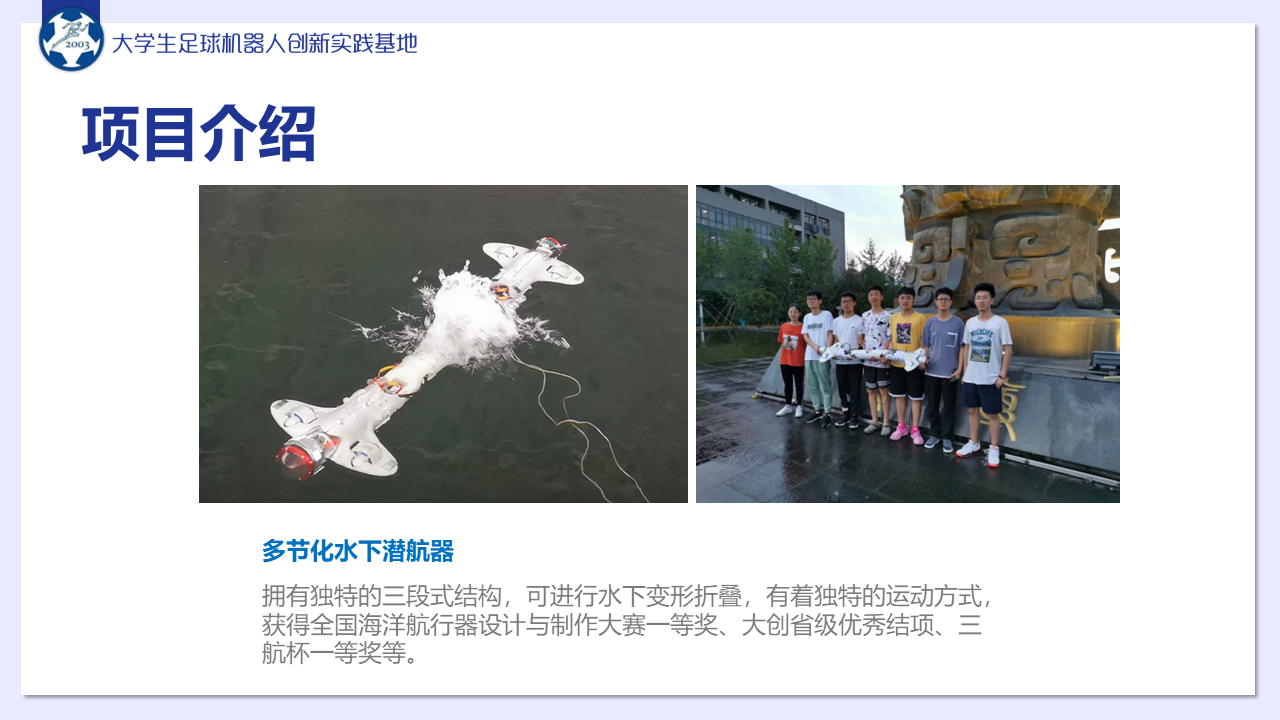 2003
大学生足球机器人创新实践基地
项目介绍
多节化水下潜航器
拥有独特的三段式结构，可进行水下变形折叠，有着独特的运动方式，
获得全国海洋航行器设计与制作大赛一等奖、大创省级优秀结项、三
航杯一等奖等。